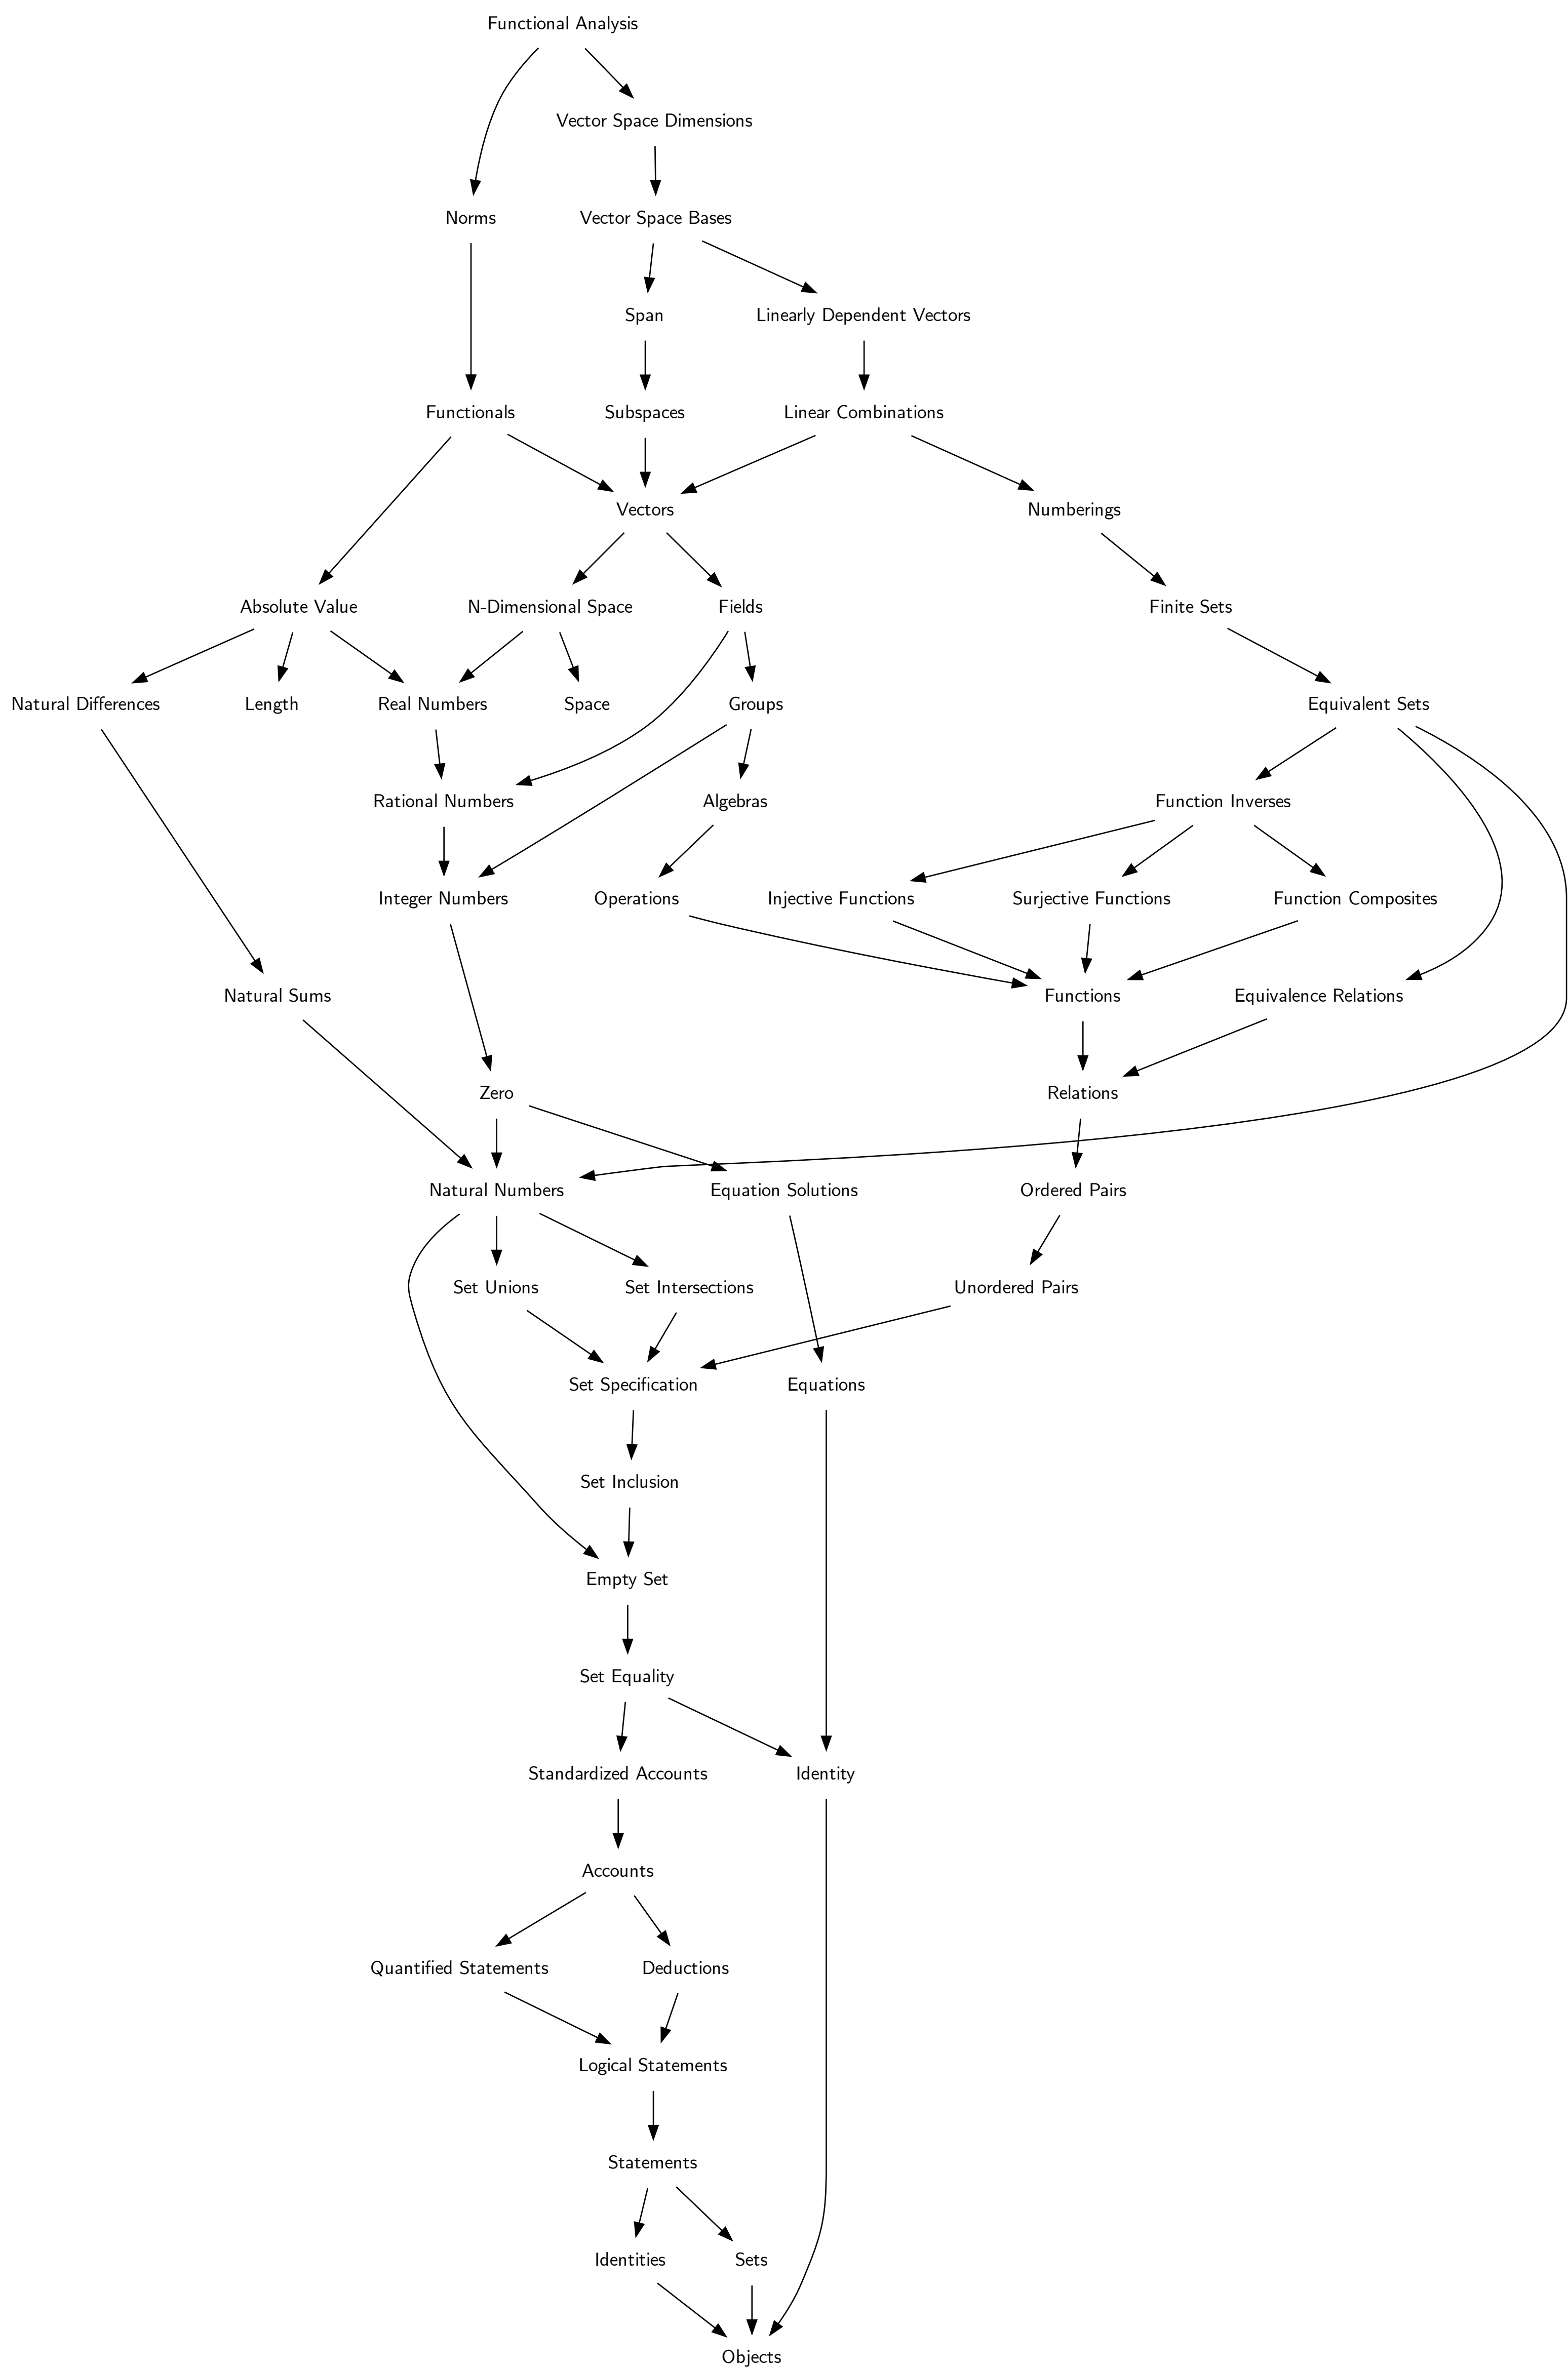 Functional Analysis
Vector Space Dimensions
Norms
Vector Space Bases
Span
Linearly Dependent Vectors
Functionals
Subspaces
Linear Combinations
Vectors
Numberings
Absolute Value
N-Dimensional Space
Fields
Finite Sets
Natural Differences
Length
Real Numbers
Space
Groups
Equivalent Sets
Rational Numbers
Algebras
Function Inverses
Integer Numbers
Operations
Injective Functions
Surjective Functions
Function Composites
Natural Sums
Functions
Equivalence Relations
Zero
Relations
Natural Numbers
Equation Solutions
Ordered Pairs
Set Unions
Set Intersections
Unordered Pairs
Set Specification
Equations
Set Inclusion
Empty Set
Set Equality
Standardized Accounts
Identity
Accounts
Quantified Statements
Deductions
Logical Statements
Statements
Identities
Sets
Objects